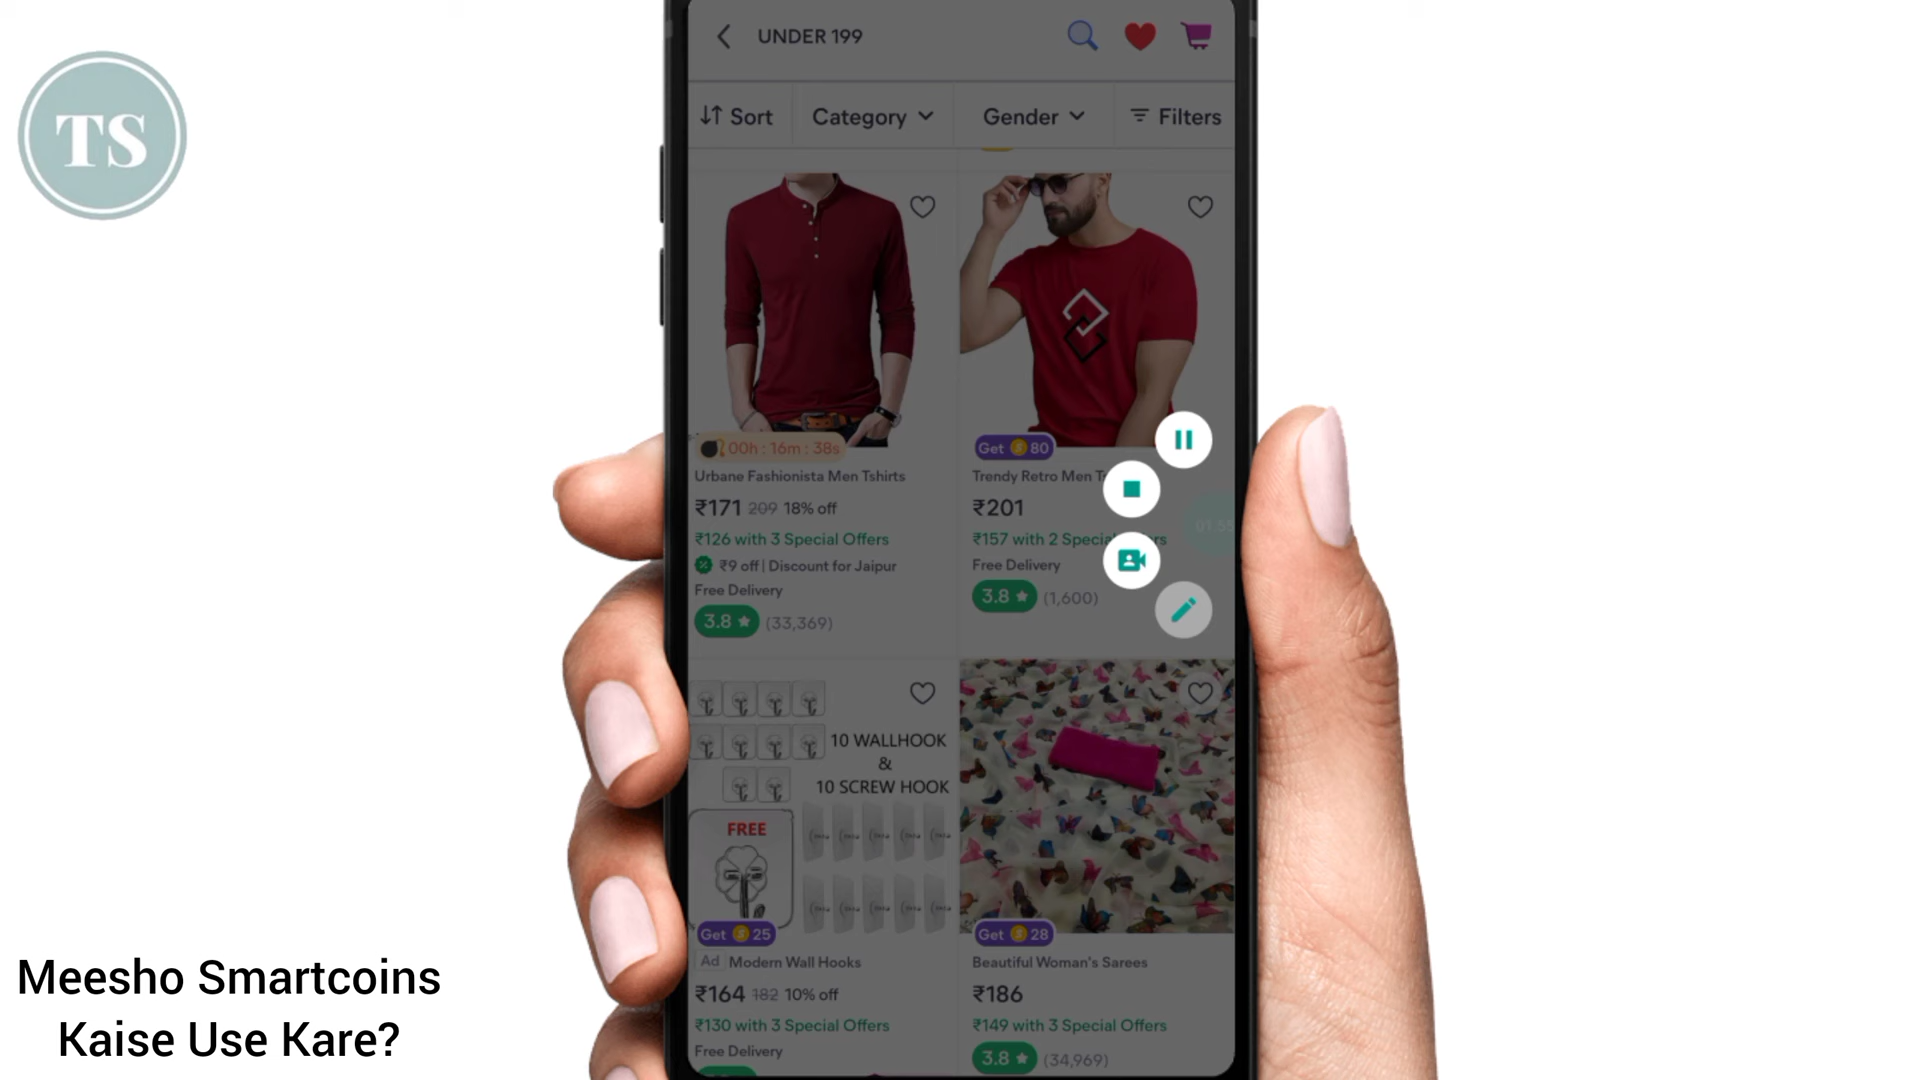 TS
UNDER 199
Sort
Category
Gender
Filters
00h : 16m : 38s
Urbane Fashionista Men Tshirts
₹171 209 18% off
₹126 with 3 Special Offers
₹9 off | Discount for Jaipur
Free Delivery
3.8 ★ (33,369)
Get S 80
Trendy Retro Men T
₹201
₹157 with 2 Specia rs
Free Delivery
3.8 ★ (1,600)
01:55
10 WALLHOOK
&
10 SCREW HOOK
FREE
Get S 25
Ad Modern Wall Hooks
₹164 182 10% off
₹130 with 3 Special Offers
Free Delivery
Get S 28
Beautiful Woman's Sarees
₹186
₹149 with 3 Special Offers
3.8 ★ (34,969)
Meesho Smartcoins
Kaise Use Kare?